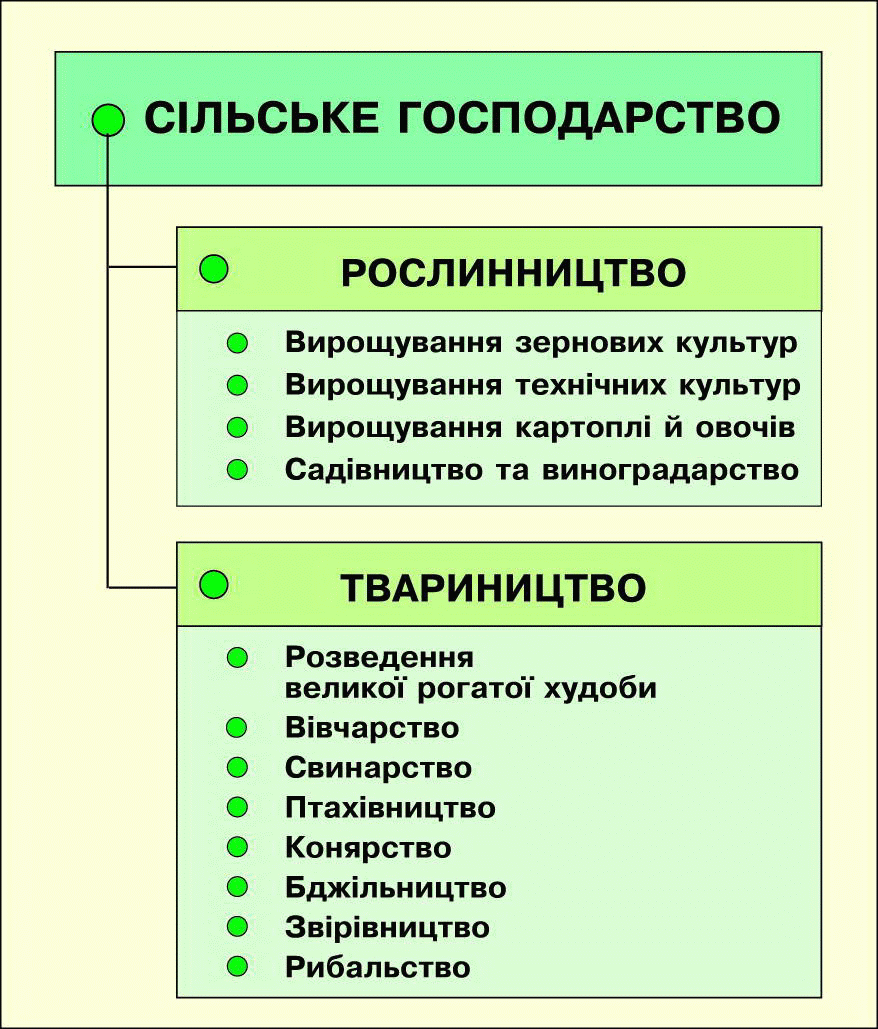 СІЛЬСЬКЕ ГОСПОДАРСТВО
РОСЛИННИЦТВО
Вирощування зернових культур
Вирощування технічних культур
Вирощування картоплі й овочів
Садівництво та виноградарство
ТВАРИНИЦТВО
Розведення
великої рогатої худоби
Вівчарство
Свинарство
Птахівництво
Конярство
Бджільництво
Звірівництво
Рибальство